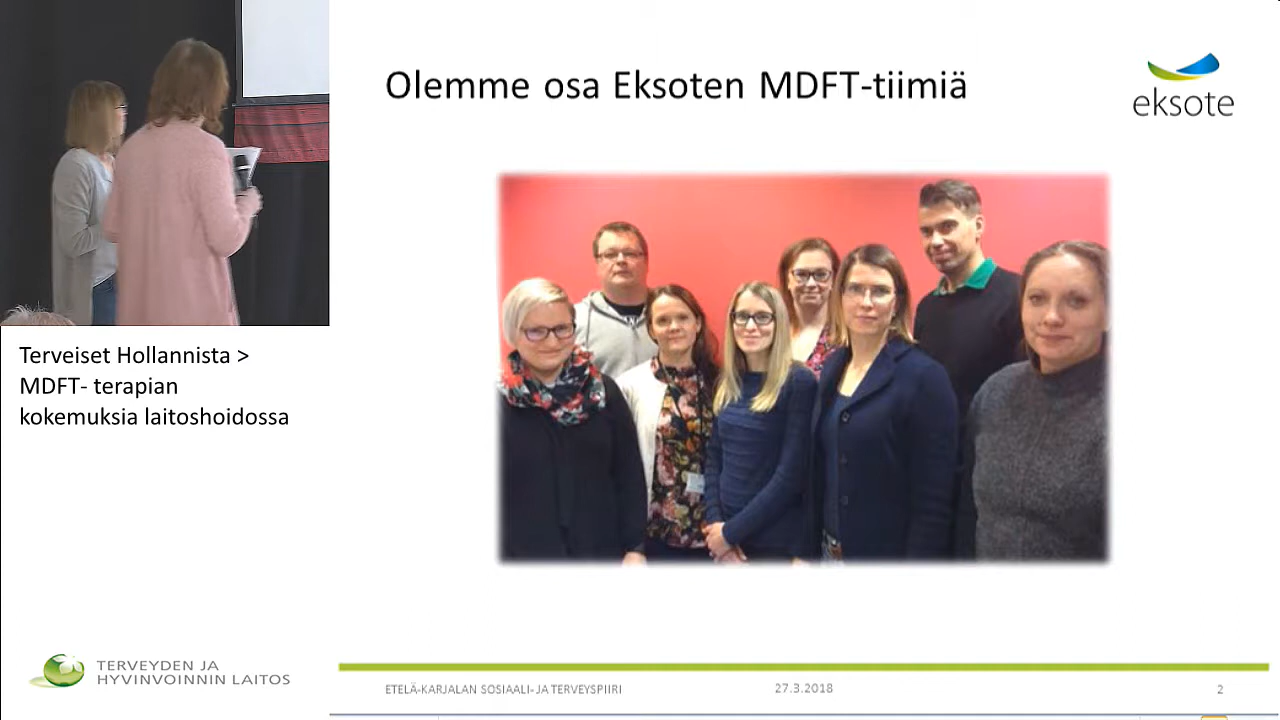 Olemme osa Eksoten MDFT-tiimiä
eksote
Terveiset Hollannista >
MDFT- terapian
kokemuksia laitoshoidossa
TERVEYDEN JA
HYVINVOINNIN LAITOS
ETELÄ-KARJALAN SOSIAALI- JA TERVEYSPIIRI
27.3.2018
2